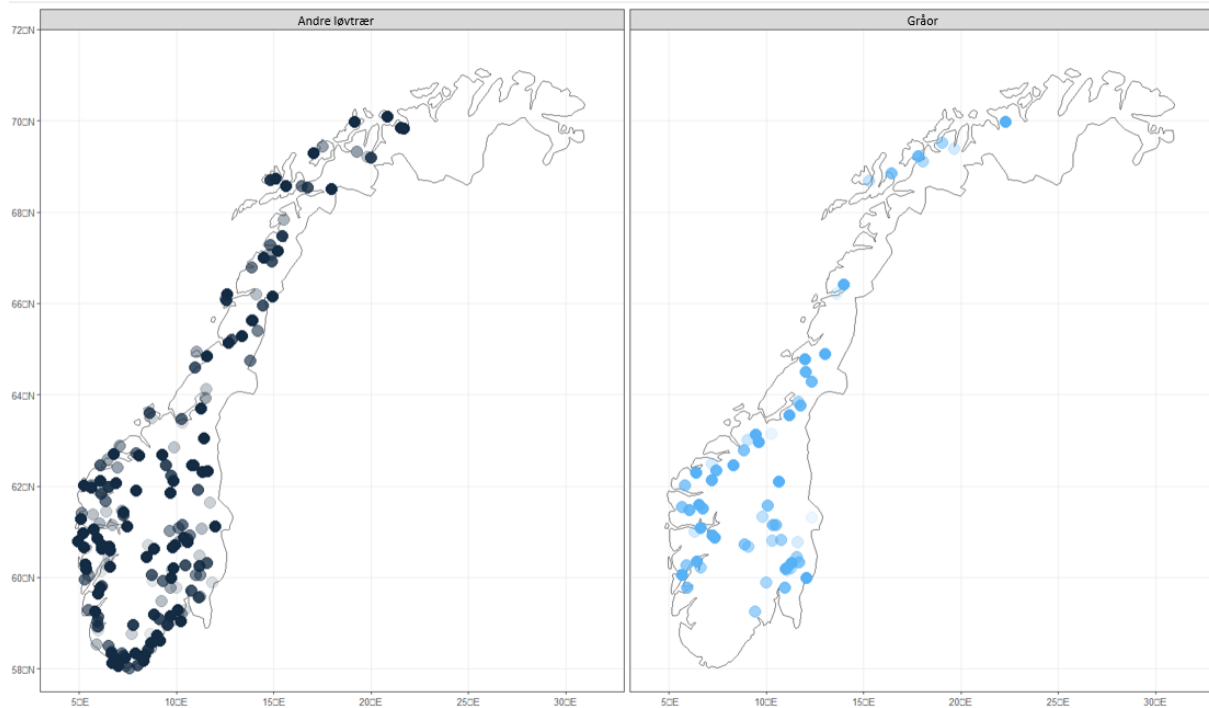 Andre løvtrær
Gråor
72□N
70□N
68□N
66□N
64□N
62□N
60□N
58□N
5□E 10□E 15□E 20□E 25□E 30□E
5□E 10□E 15□E 20□E 25□E 30□E